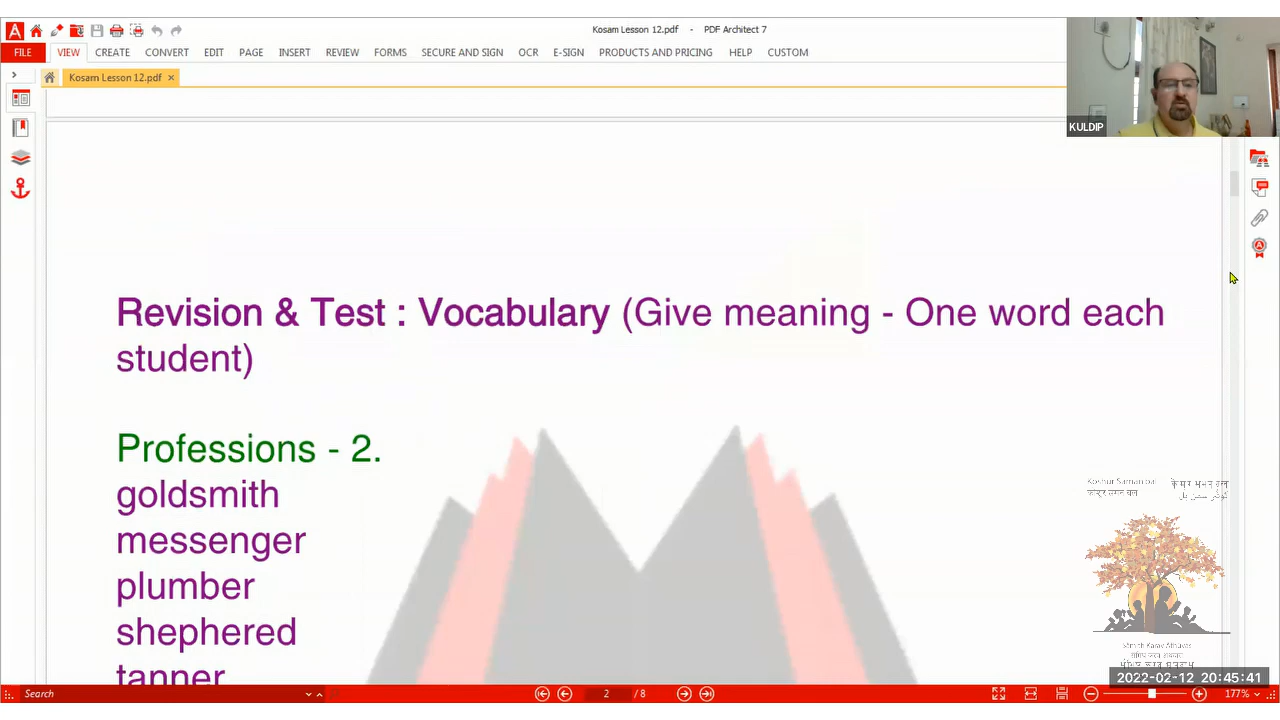 Kosam Lesson 12.pdf - PDF Architect 7
FILE VIEW CREATE CONVERT EDIT PAGE INSERT REVIEW FORMS SECURE AND SIGN OCR E-SIGN PRODUCTS AND PRICING HELP CUSTOM
Kosam Lesson 12.pdf
KULDIP
Revision & Test : Vocabulary (Give meaning - One word each
student)
Professions - 2.
goldsmith
messenger
plumber
shephered
tanner
2022-02-12 20:45:41
Search
2 / 8
177%